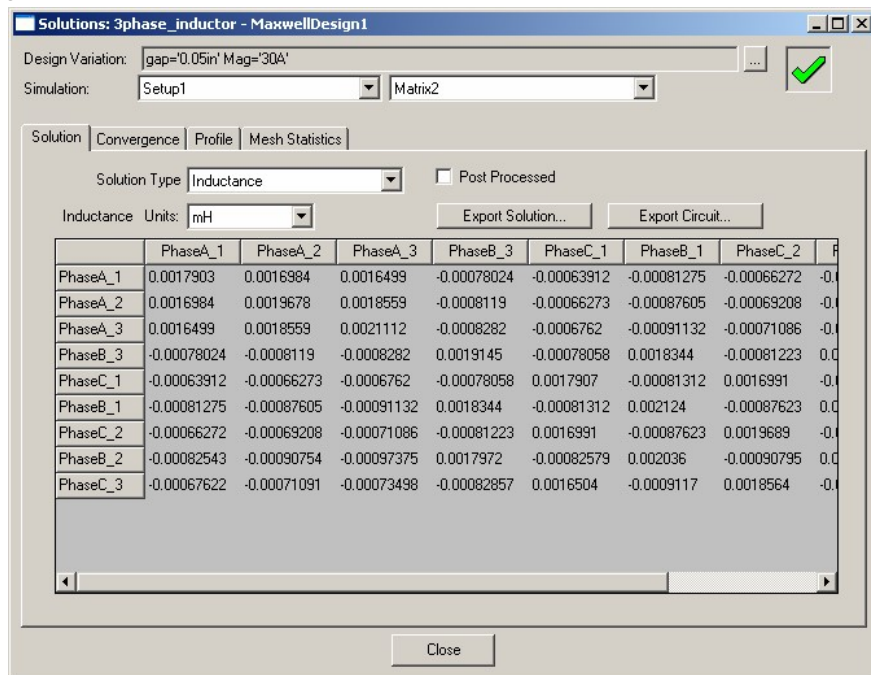 Solutions: 3phase_inductor - MaxwellDesign1
Design Variation: gap='0.05in' Mag='30A' ...
Simulation: Setup1 Matrix2
Solution Convergence Profile Mesh Statistics
Solution Type Inductance Post Processed
Inductance Units: mH Export Solution... Export Circuit...
PhaseA_1 PhaseA_2 PhaseA_3 PhaseB_3 PhaseC_1 PhaseB_1 PhaseC_2
PhaseA_1 0.0017903 0.0016984 0.0016499 -0.00078024 -0.00063912 -0.00081275 -0.00066272
PhaseA_2 0.0016984 0.0019678 0.0018559 -0.0008119 -0.00066273 -0.00087605 -0.00069208
PhaseA_3 0.0016499 0.0018559 0.0021112 -0.0008282 -0.0006762 -0.00091132 -0.00071086
PhaseB_3 -0.00078024 -0.0008119 -0.0008282 0.0019145 -0.00078058 0.0018344 -0.00081223
PhaseC_1 -0.00063912 -0.00066273 -0.0006762 -0.00078058 0.0017907 -0.00081312 0.0016991
PhaseB_1 -0.00081275 -0.00087605 -0.00091132 0.0018344 -0.00081312 0.002124 -0.00087623
PhaseC_2 -0.00066272 -0.00069208 -0.00071086 -0.00081223 0.0016991 -0.00087623 0.0019689
PhaseB_2 -0.00082543 -0.00090754 -0.00097375 0.0017972 -0.00082579 0.002036 -0.00090795
PhaseC_3 -0.00067622 -0.00071091 -0.00073498 -0.00082857 0.0016504 -0.0009117 0.0018564
Close